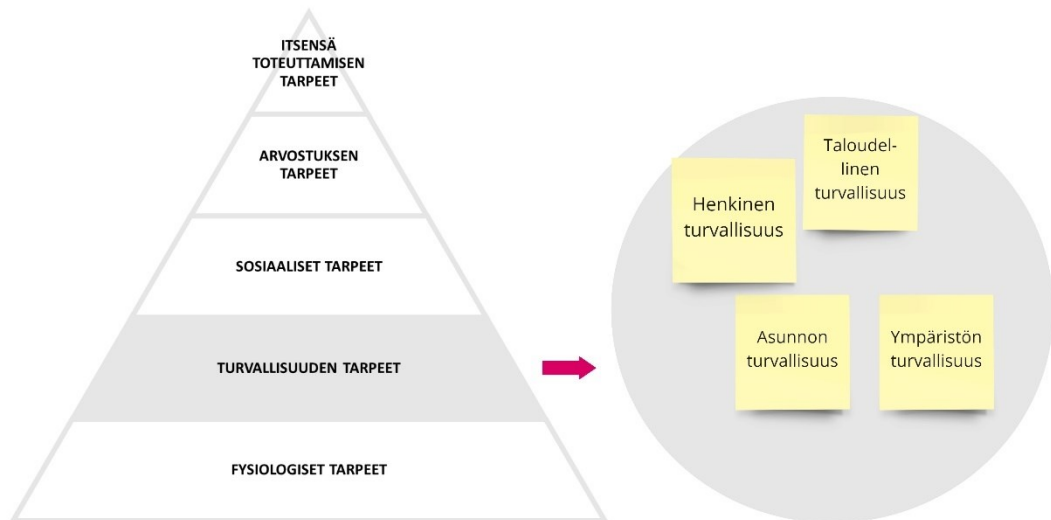 ITSENSÄ
TOTEUTTAMISEN
TARPEET
ARVOSTUKSEN
TARPEET
SOSIAALISET TARPEET
TURVALLISUUDEN TARPEET
FYSIOLOGISET TARPEET
Henkinen
turvallisuus
Taloudel-
linen
turvallisuus
Asunnon
turvallisuus
Ympäristön
turvallisuus